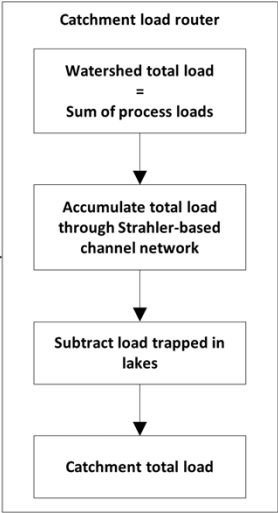 Catchment load router
Watershed total load
=
Sum of process loads
Accumulate total load
through Strahler-based
channel network
Subtract load trapped in
lakes
Catchment total load